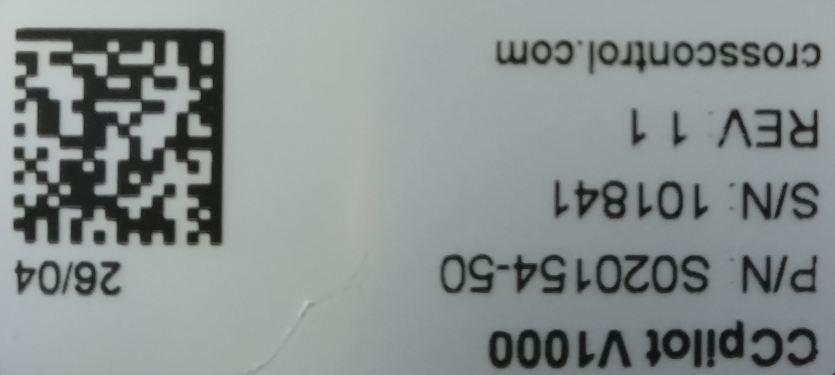 CCpilot V1000
P/N: S020154-50
S/N: 101841
REV: 1 1
crosscontrol.com
26/04